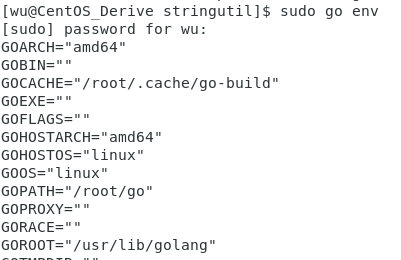 [wu@CentOS_Derive stringutil]$ sudo go env
[sudo] password for wu:
GOARCH="amd64"
GOBIN=""
GOCACHE="/root/.cache/go-build"
GOEXE=""
GOFLAGS=""
GOHOSTARCH="amd64"
GOHOSTOS="linux"
GOOS="linux"
GOPATH="/root/go"
GOPROXY=""
GORACE=""
GOROOT="/usr/lib/golang"